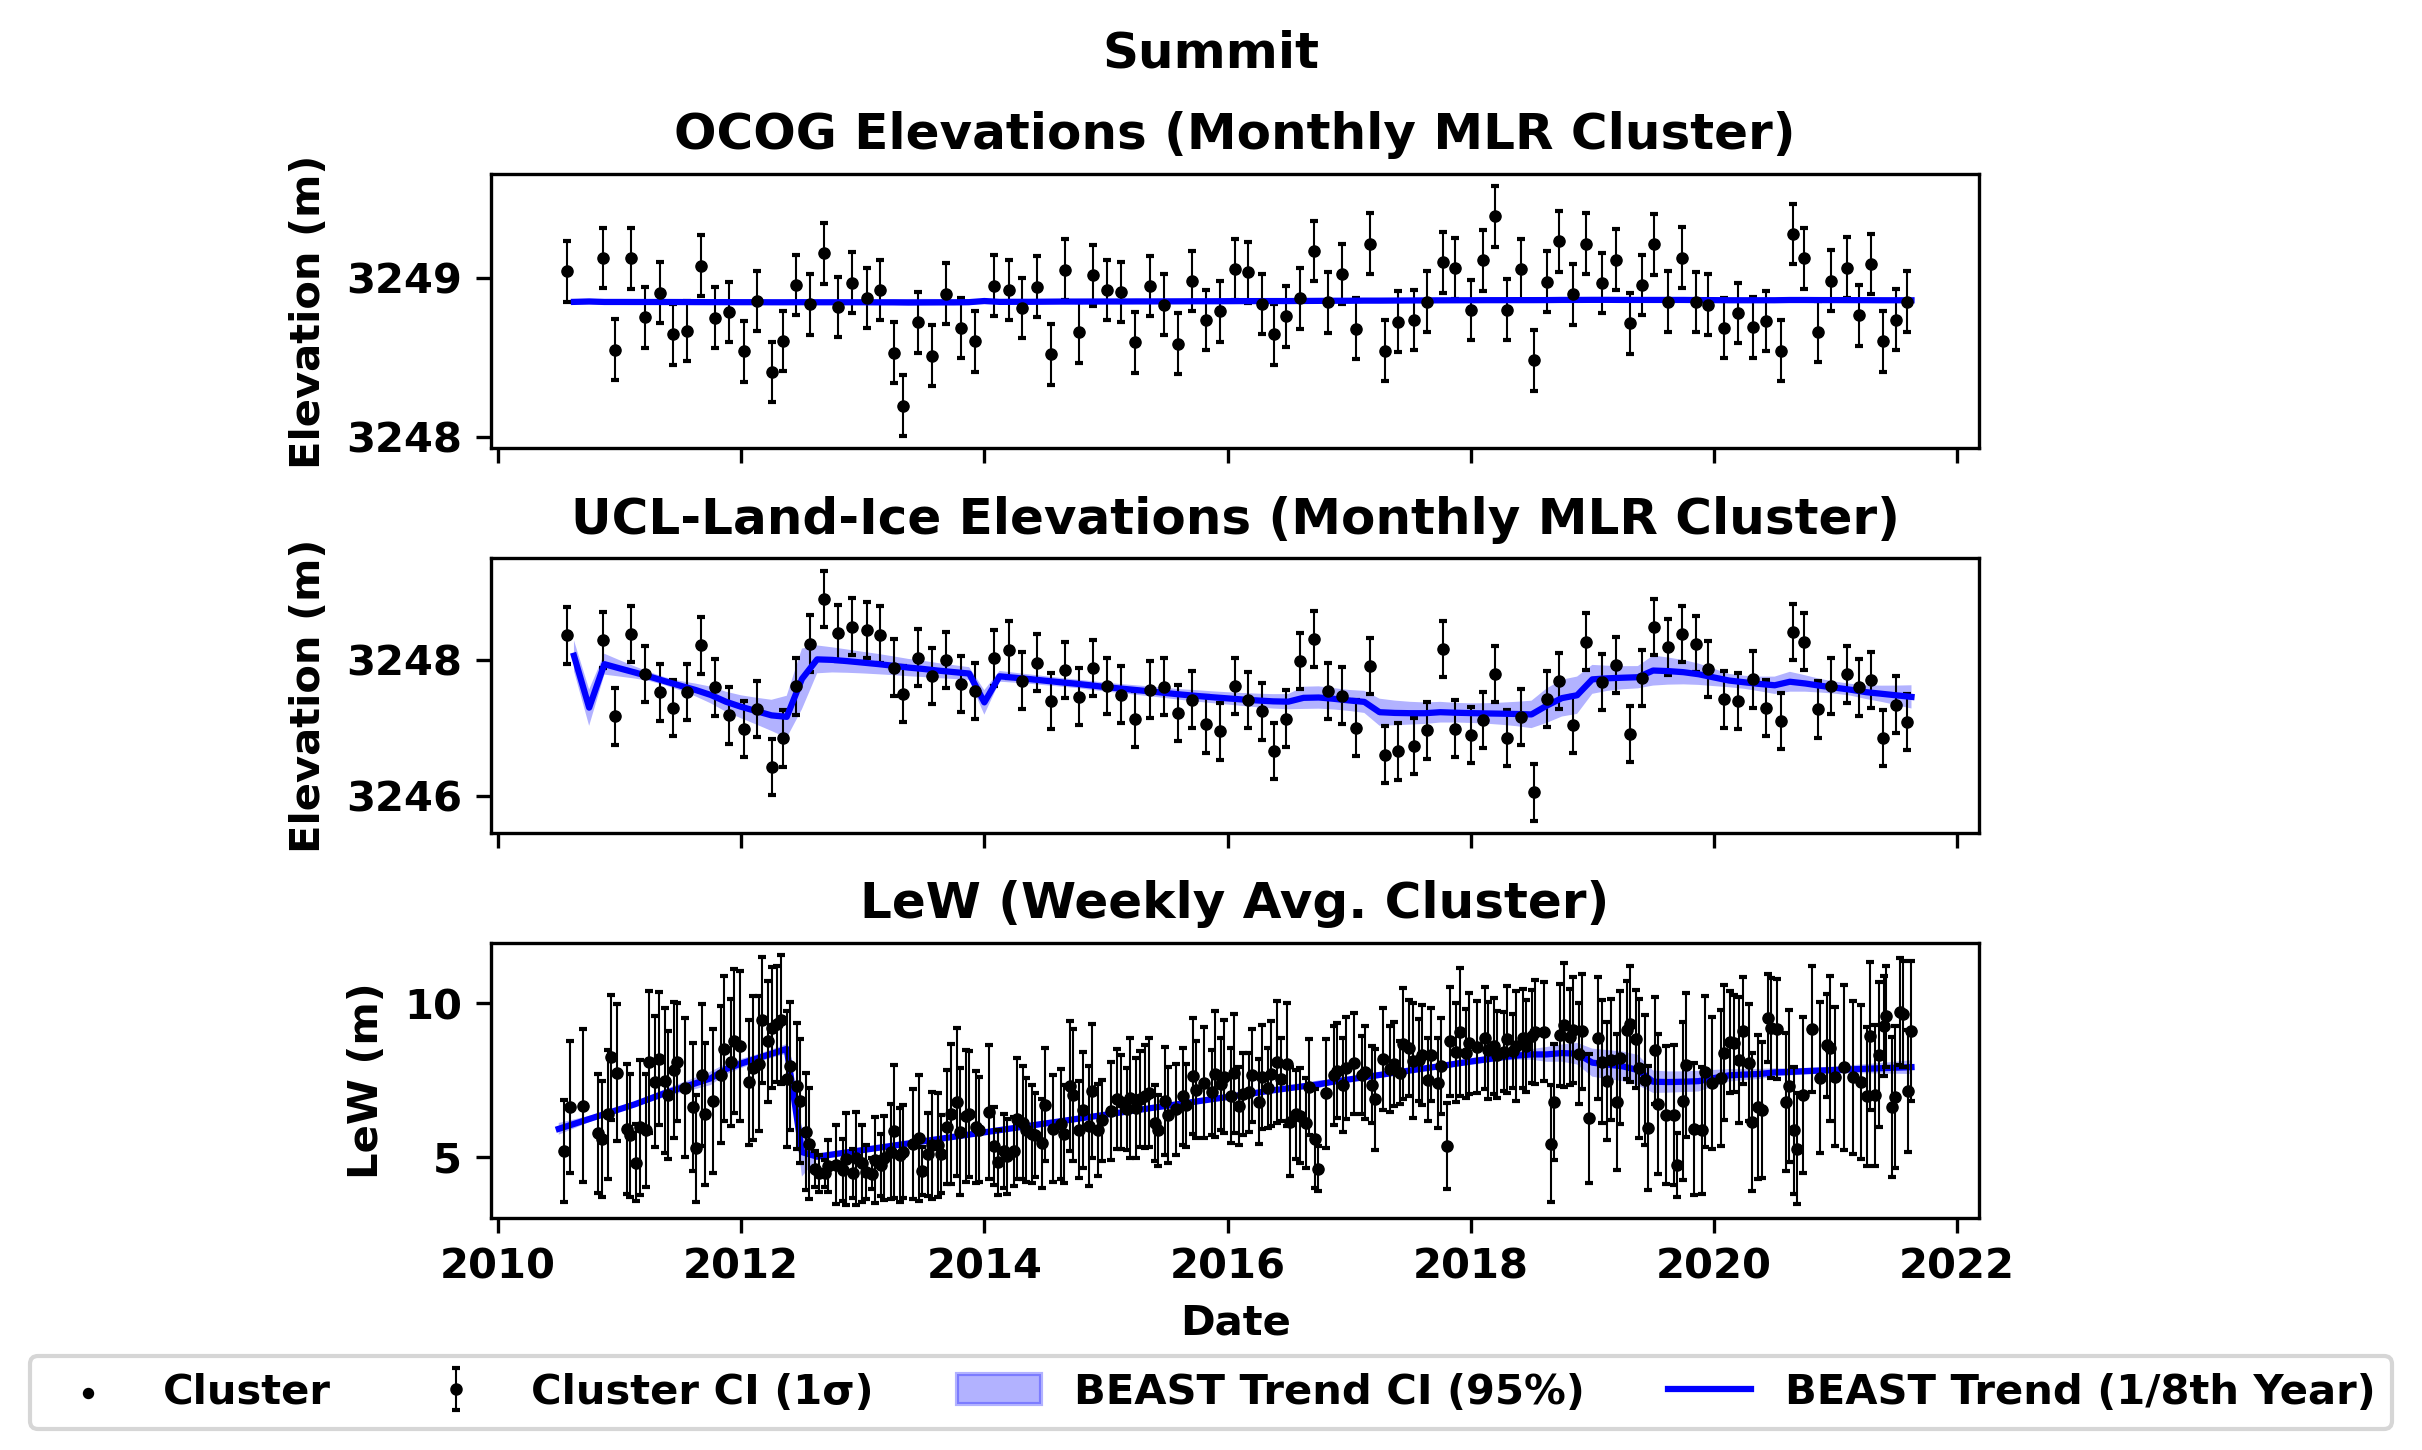 Summit
OCOG Elevations (Monthly MLR Cluster)
Elevation (m)
3249
3248
UCL-Land-Ice Elevations (Monthly MLR Cluster)
Elevation (m)
3248
3246
LeW (Weekly Avg. Cluster)
LeW (m)
10
5
2010 2012 2014 2016 2018 2020 2022
Date
Cluster Cluster CI (1σ) BEAST Trend CI (95%) BEAST Trend (1/8th Year)